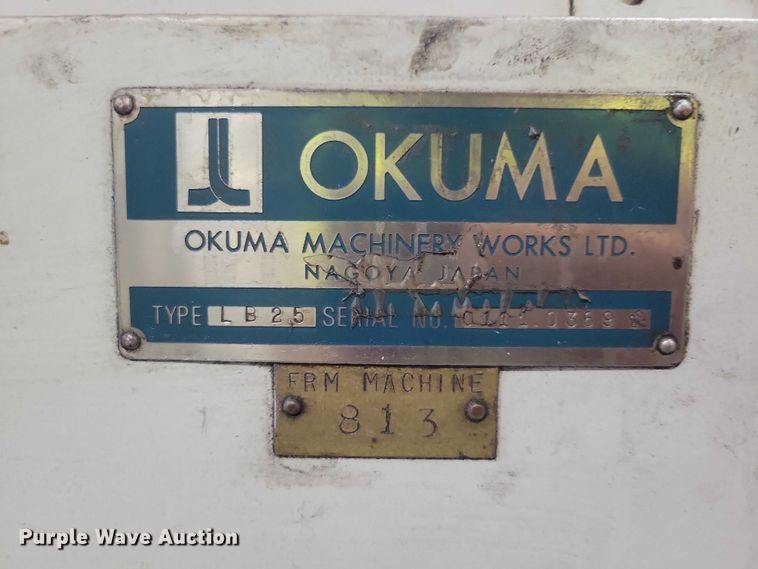 OKUMA
OKUMA MACHINERY WORKS LTD.
NAGOYA JAPAN
TYPE LB25 SERIAL NO.
FRM MACHINE
813
Purple Wave Auction